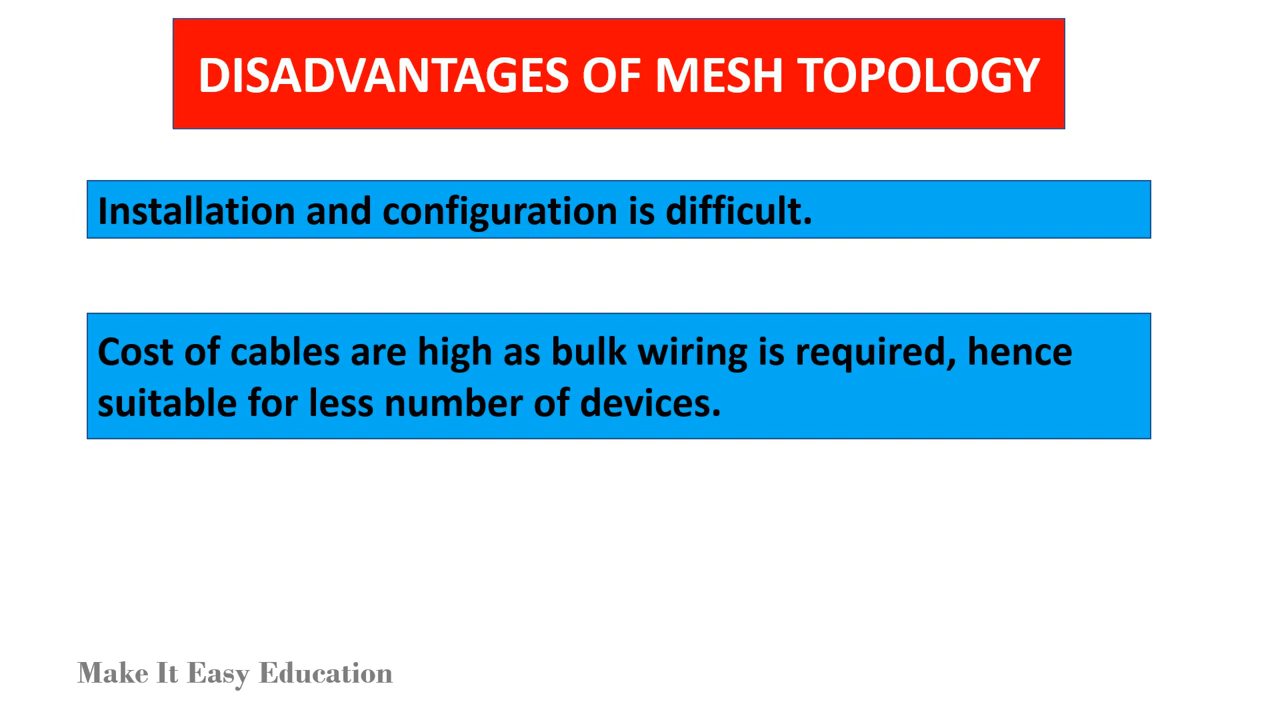 DISADVANTAGES OF MESH TOPOLOGY
Installation and configuration is difficult.
Cost of cables are high as bulk wiring is required, hence
suitable for less number of devices.
Make It Easy Education